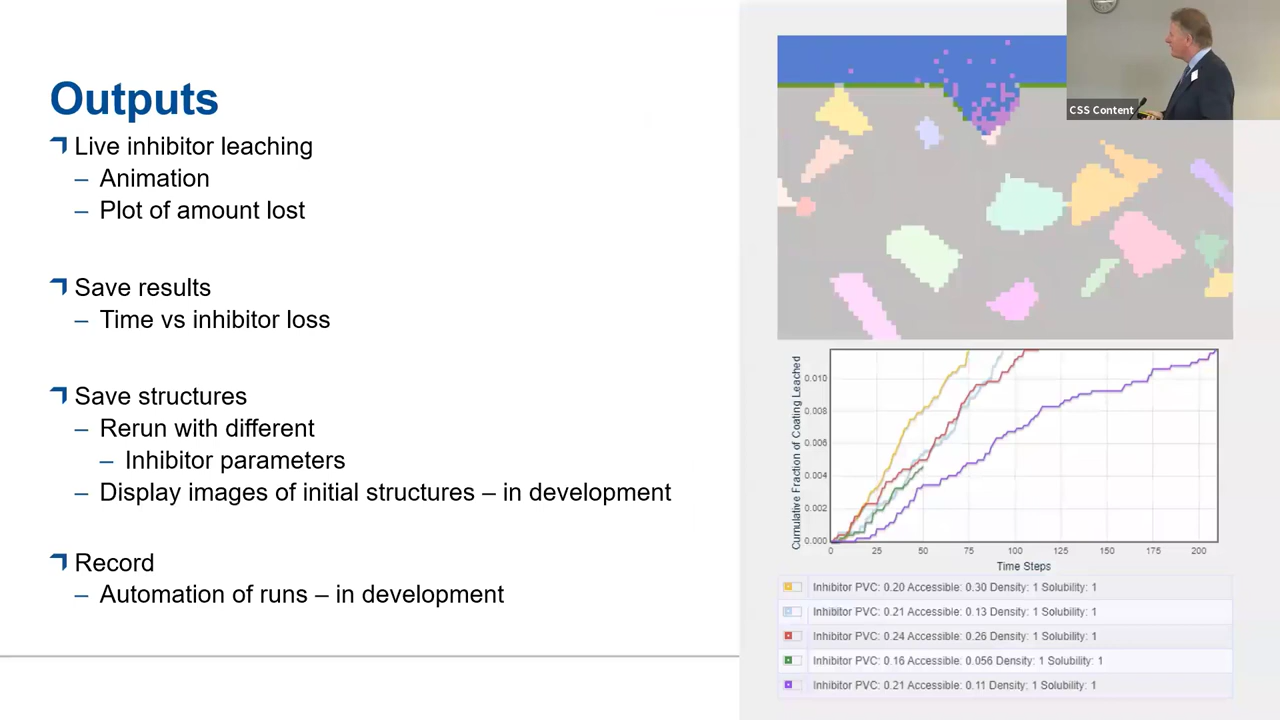 Outputs
Live inhibitor leaching
– Animation
– Plot of amount lost
Save results
– Time vs inhibitor loss
Save structures
– Rerun with different
– Inhibitor parameters
– Display images of initial structures – in development
Record
– Automation of runs – in development
CSS Content
Cumulative Fraction of Coating Leached
0.010
0.008
0.006
0.004
0.002
0.000
0 25 50 75 100 125 150 175 200
Time Steps
Inhibitor PVC: 0.20 Accessible: 0.30 Density: 1 Solubility: 1
Inhibitor PVC: 0.21 Accessible: 0.13 Density: 1 Solubility: 1
Inhibitor PVC: 0.24 Accessible: 0.26 Density: 1 Solubility: 1
Inhibitor PVC: 0.16 Accessible: 0.056 Density: 1 Solubility: 1
Inhibitor PVC: 0.21 Accessible: 0.11 Density: 1 Solubility: 1